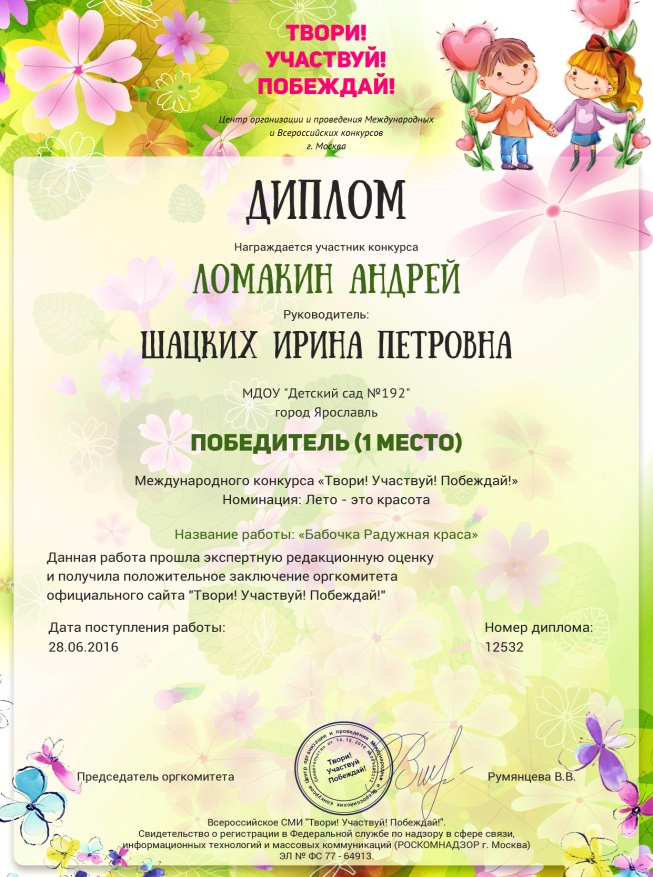 ТВОРИ!
УЧАСТВУЙ!
ПОБЕЖДАЙ!
Центр организации и проведения Международных
и Всероссийских конкурсов
г. Москва
ДИПЛОМ
Награждается участник конкурса
ЛОМАКИН АНДРЕЙ
Руководитель:
ШАЦКИХ ИРИНА ПЕТРОВНА
МДОУ "Детский сад №192"
город Ярославль
ПОБЕДИТЕЛЬ (1 МЕСТО)
Международного конкурса «Твори! Участвуй! Побеждай!»
Номинация: Лето - это красота
Название работы: «Бабочка Радужная краса»
Данная работа прошла экспертную редакционную оценку
и получила положительное заключение оргкомитета
официального сайта "Твори! Участвуй! Побеждай!"
Дата поступления работы:
28.06.2016
Номер диплома:
12532
Председатель оргкомитета
Твори!
Участвуй
Побеждай!
Румянцева В.В.
Всероссийское СМИ "Твори! Участвуй! Побеждай!".
Свидетельство о регистрации в Федеральной службе по надзору в сфере связи,
информационных технологий и массовых коммуникаций (РОСКОМНАДЗОР г. Москва)
ЭЛ № ФС 77 - 64913.